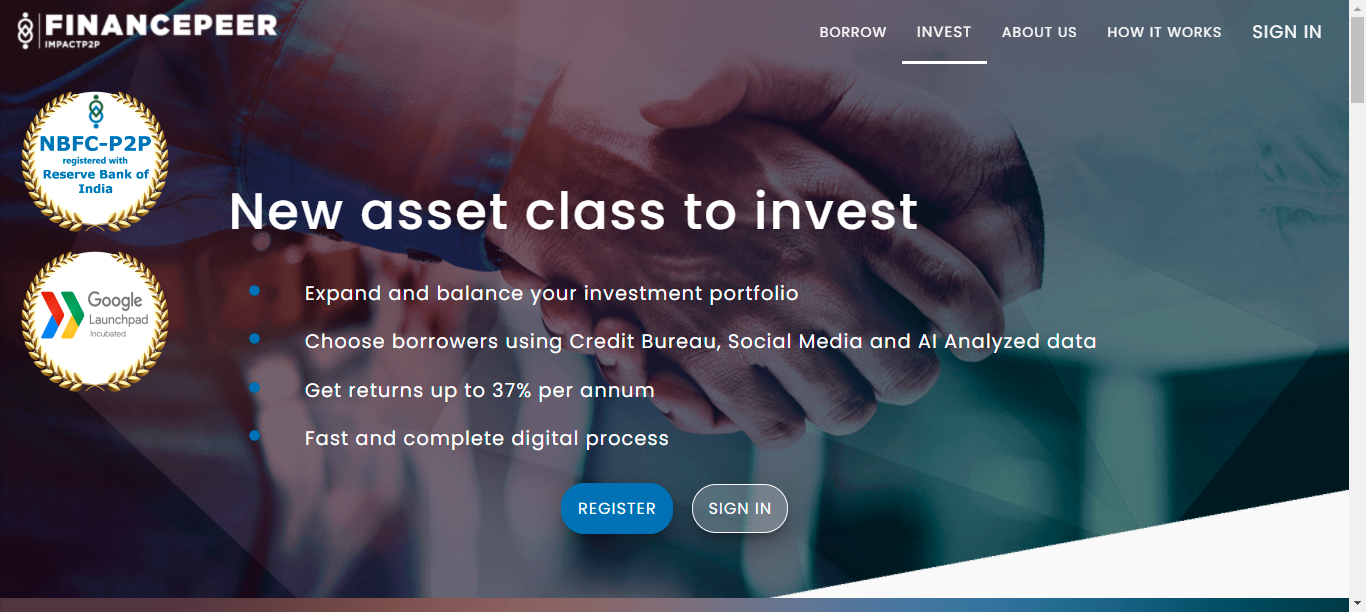 FINANCEPEER
IMPACTP2P
BORROW
INVEST
ABOUT US
HOW IT WORKS
SIGN IN
NBFC-P2P
registered with
Reserve Bank of
India
Google
Launchpad
Incubated
New asset class to invest
Expand and balance your investment portfolio
Choose borrowers using Credit Bureau, Social Media and AI Analyzed data
Get returns up to 37% per annum
Fast and complete digital process
REGISTER
SIGN IN